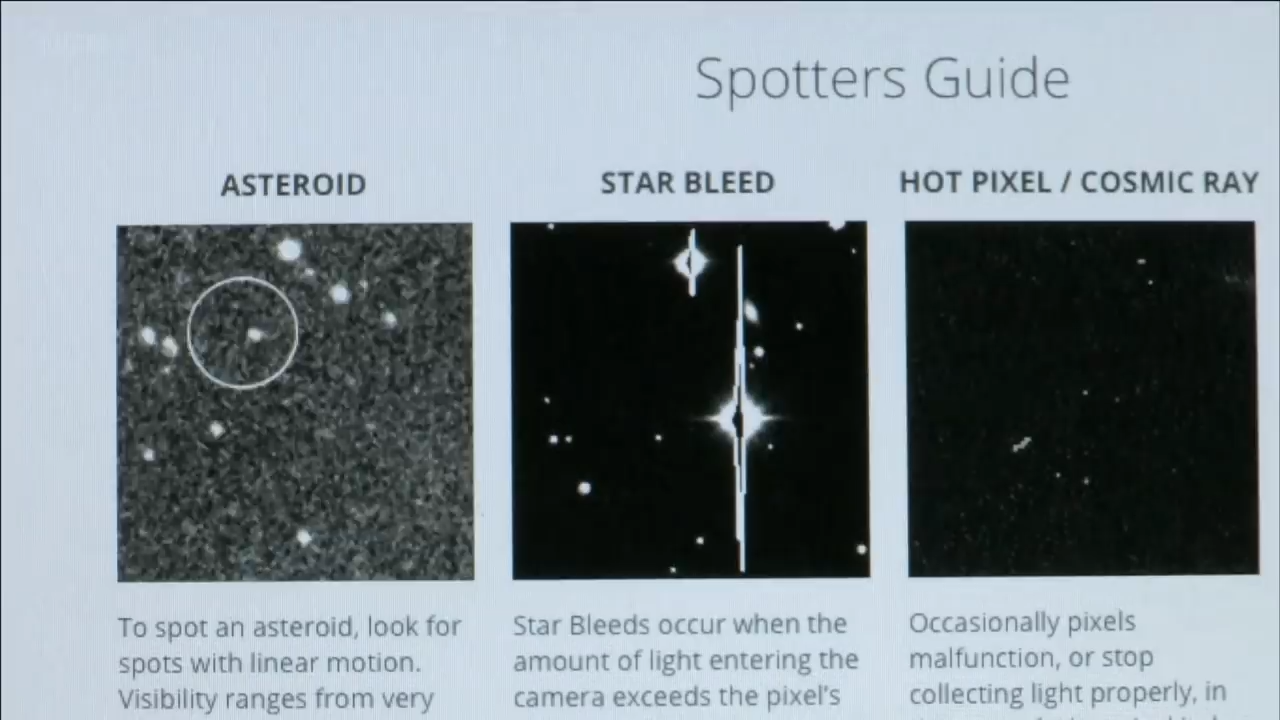 Spotters Guide
ASTEROID
STAR BLEED
HOT PIXEL / COSMIC RAY
To spot an asteroid, look for
spots with linear motion.
Visibility ranges from very
Star Bleeds occur when the
amount of light entering the
camera exceeds the pixel's
Occasionally pixels
malfunction, or stop
collecting light properly, in